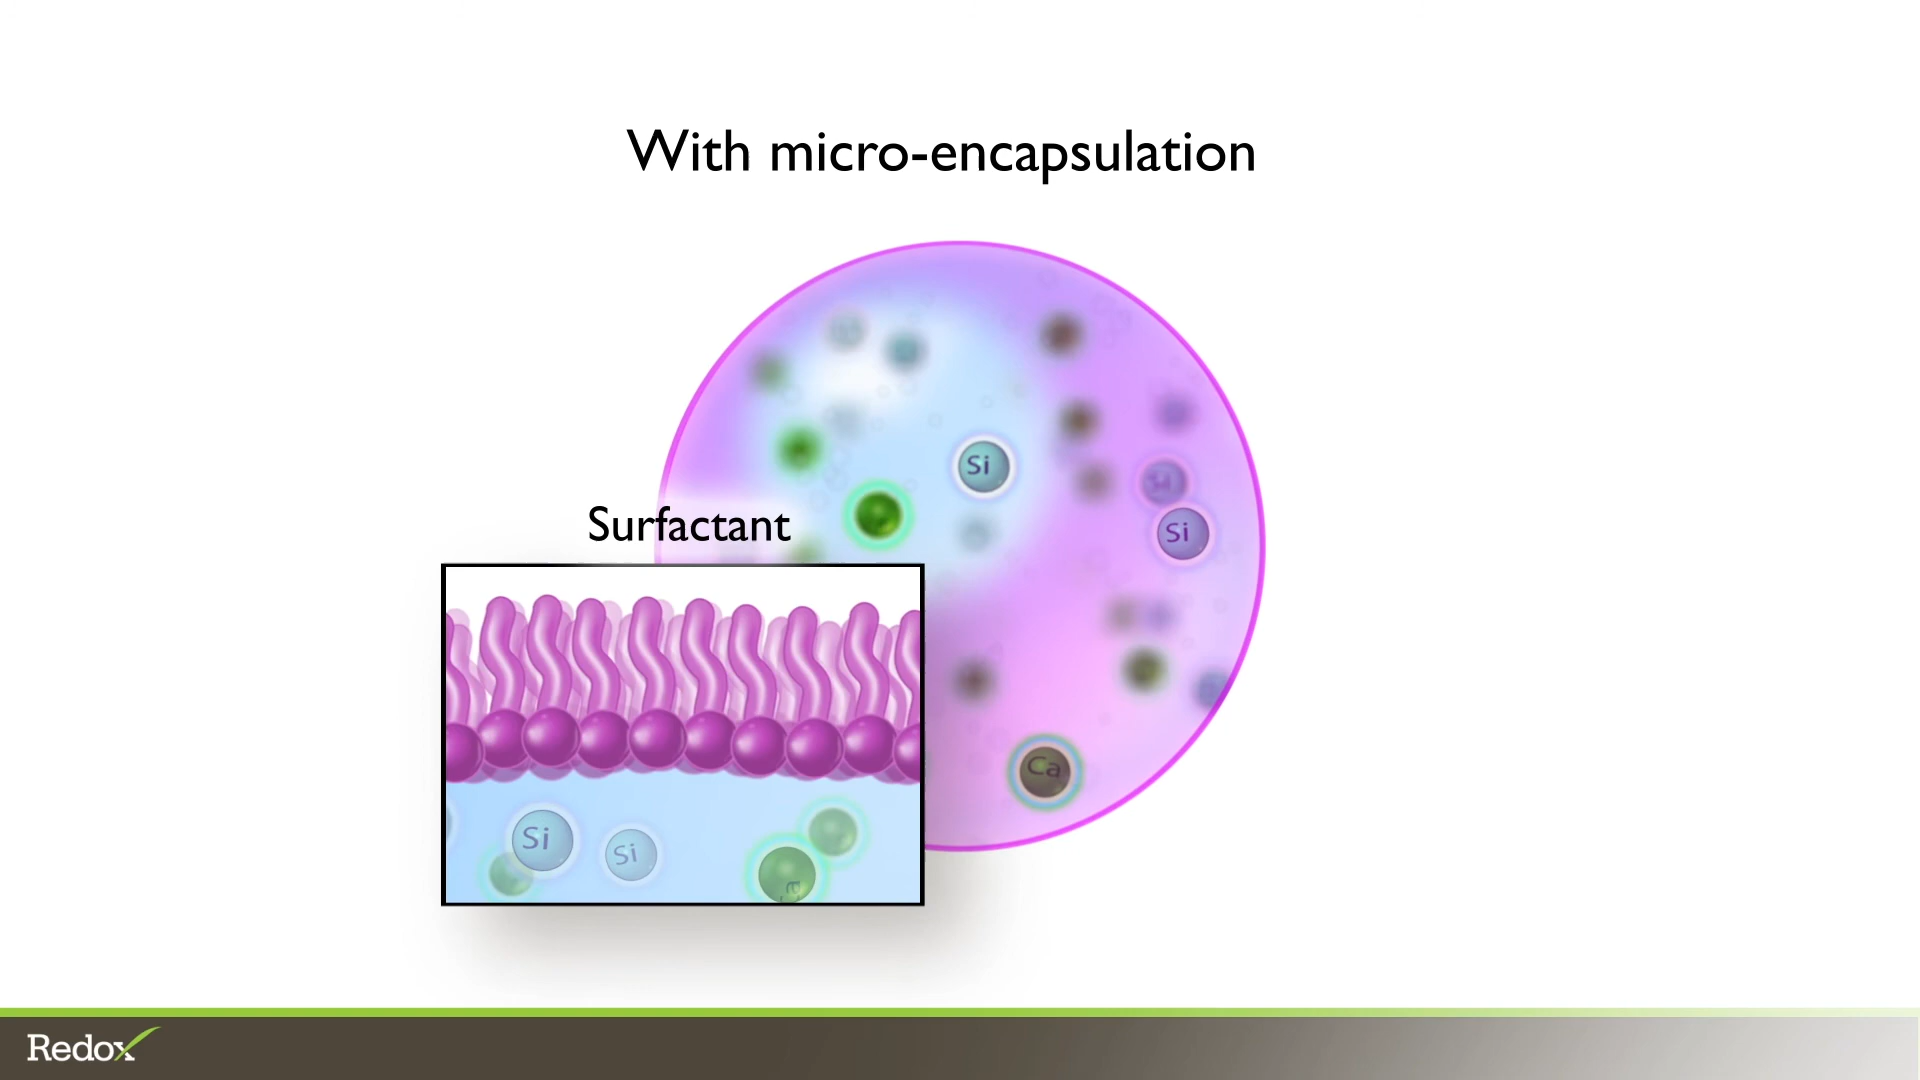 With micro-encapsulation
Si
Si
Si
Surfactant
Ca
Si
Si
Redox